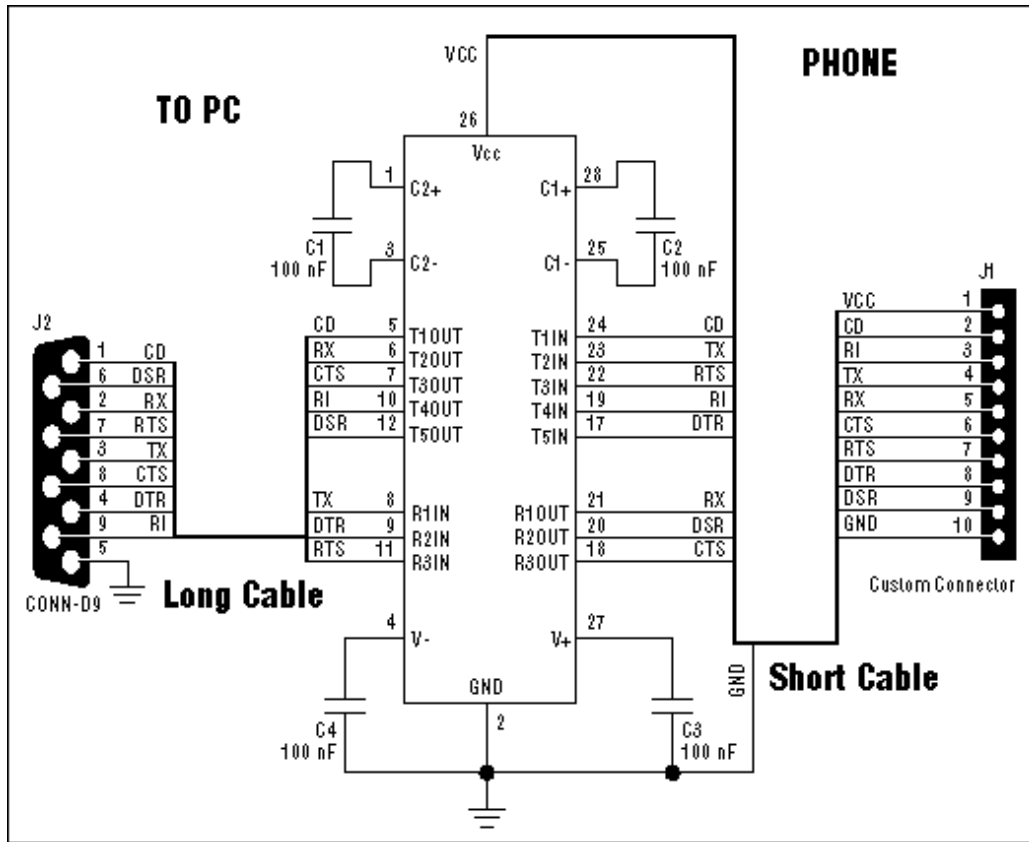 VCC
PHONE
TO PC
26
Vcc
1
C2+
C1+
28
C1
100 nF
3
C2-
C1-
25
C2
100 nF
J1
J2
1 CD
6 DSR
2 RX
7 RTS
3 TX
8 CTS
4 DTR
9 RI
5
CONN-D9
Long Cable
CD 5 T1OUT
RX 6 T2OUT
CTS 7 T3OUT
RI 10 T4OUT
DSR 12 T5OUT
TX 8 R1IN
DTR 9 R2IN
RTS 11 R3IN
T1IN 24 CD
T2IN 23 TX
T3IN 22 RTS
T4IN 19 RI
T5IN 17 DTR
R1OUT 21 RX
R2OUT 20 DSR
R3OUT 18 CTS
VCC 1
CD 2
RI 3
TX 4
RX 5
CTS 6
RTS 7
DTR 8
DSR 9
GND 10
Custom Connector
4
V-
V+
27
GND
2
C4
100 nF
C3
100 nF
GND
Short Cable